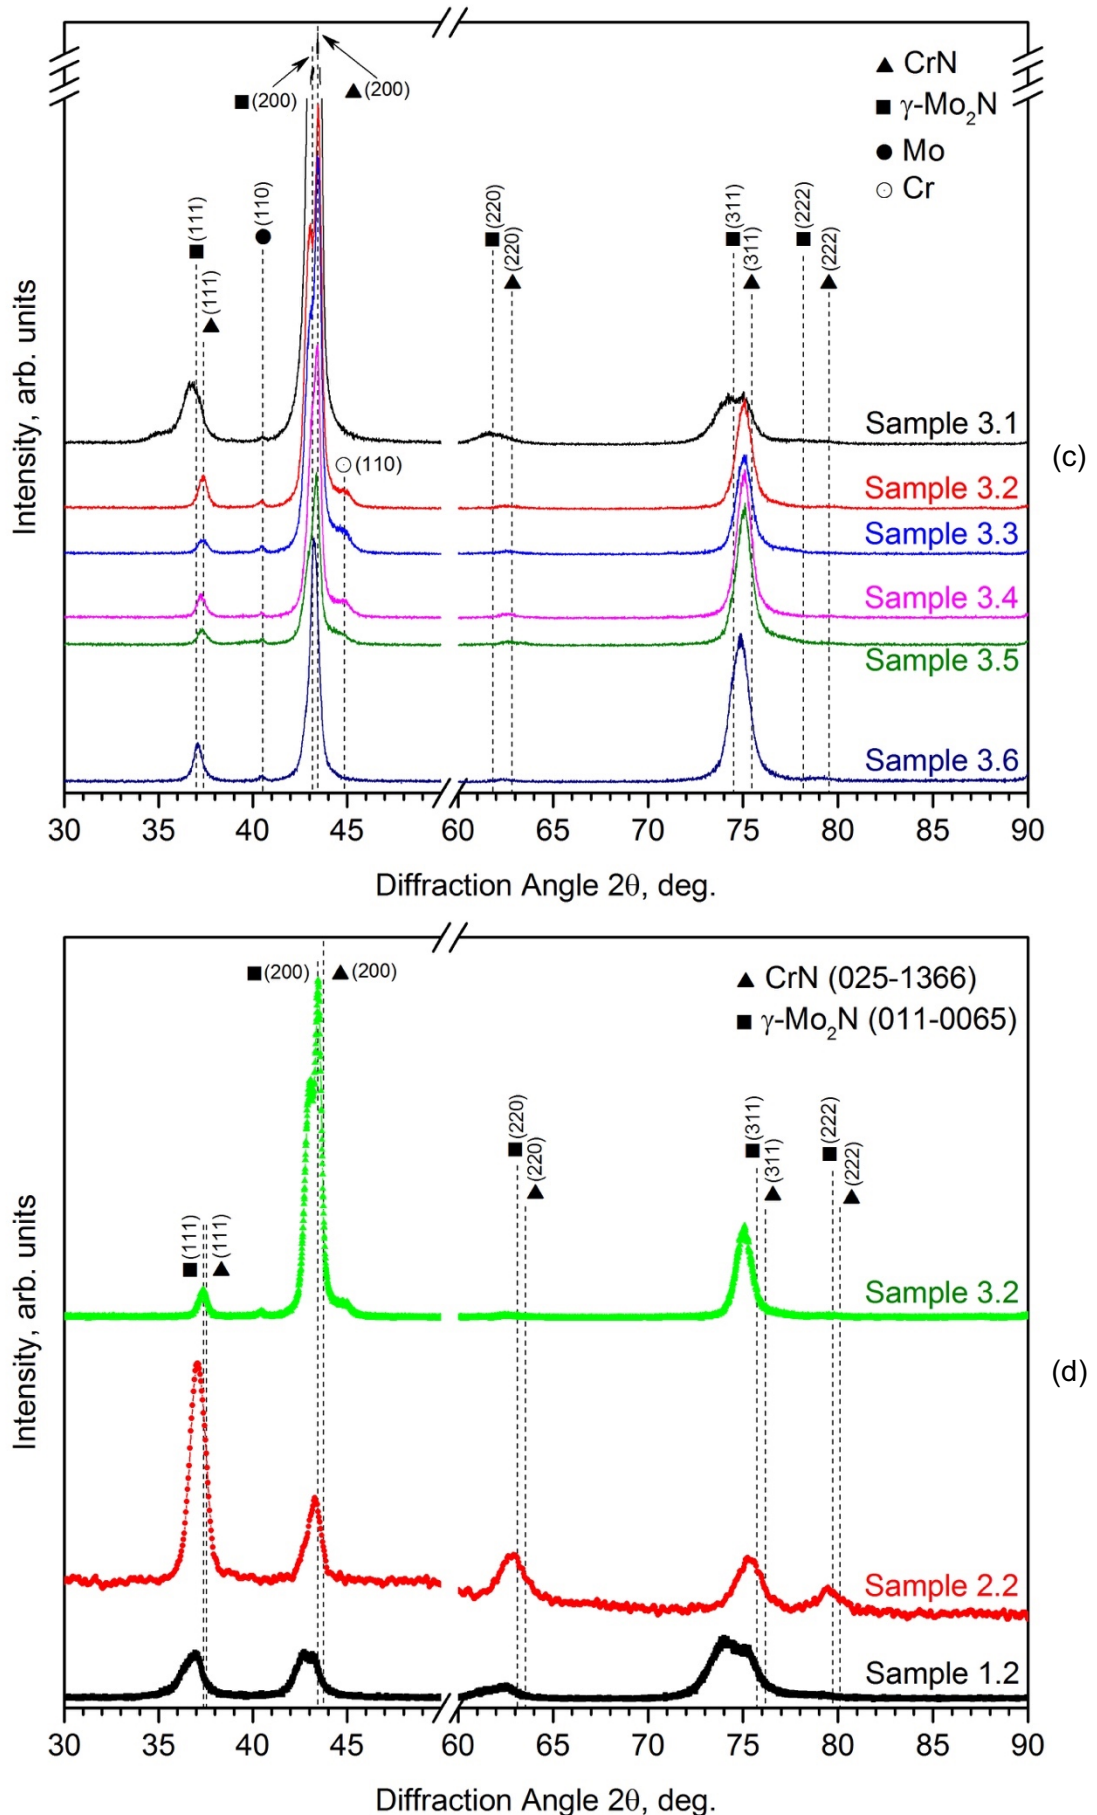 ▲ (200)
■ (200)
▲ CrN
■ γ-Mo₂N
● Mo
⊙ Cr
■ (111)
▲ (111)
● (110)
■ (220)
▲ (220)
■ (311)
▲ (311)
■ (222)
▲ (222)
⊙ (110)
Sample 3.1
Sample 3.2
Sample 3.3
Sample 3.4
Sample 3.5
Sample 3.6
Intensity, arb. units
(c)
30 35 40 45 60 65 70 75 80 85 90
Diffraction Angle 2θ, deg.
■ (200) ▲ (200)
▲ CrN (025-1366)
■ γ-Mo₂N (011-0065)
■ (111)
▲ (111)
■ (220)
▲ (220)
■ (311)
▲ (311)
■ (222)
▲ (222)
Sample 3.2
Sample 2.2
Sample 1.2
Intensity, arb. units
(d)
30 35 40 45 60 65 70 75 80 85 90
Diffraction Angle 2θ, deg.